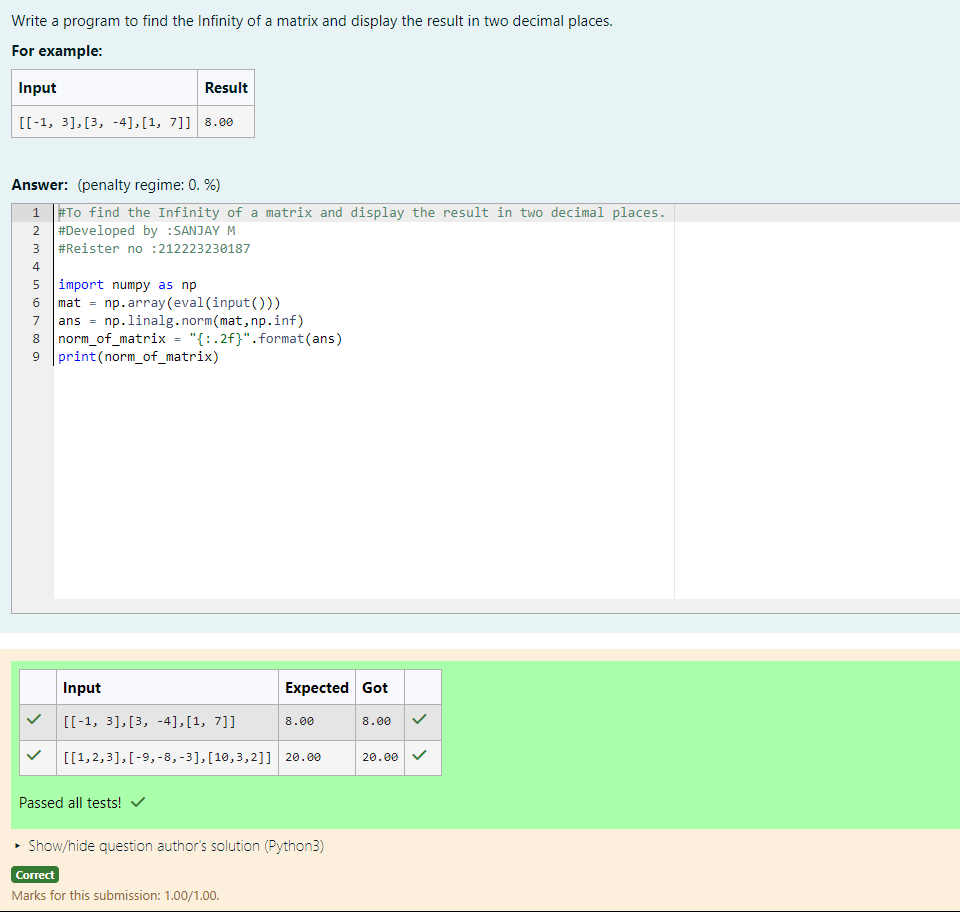 Write a program to find the Infinity of a matrix and display the result in two decimal places.
For example:
Input Result
[[-1, 3],[3, -4],[1, 7]] 8.00
Answer: (penalty regime: 0. %)
1 #To find the Infinity of a matrix and display the result in two decimal places.
2 #Developed by :SANJAY M
3 #Reister no :212223230187
4
5 import numpy as np
6 mat = np.array(eval(input()))
7 ans = np.linalg.norm(mat,np.inf)
8 norm_of_matrix = "{:.2f}".format(ans)
9 print(norm_of_matrix)
Input Expected Got
[[-1, 3],[3, -4],[1, 7]] 8.00 8.00
[[1,2,3],[-9,-8,-3],[10,3,2]] 20.00 20.00
Passed all tests!
Show/hide question author's solution (Python3)
Correct
Marks for this submission: 1.00/1.00.